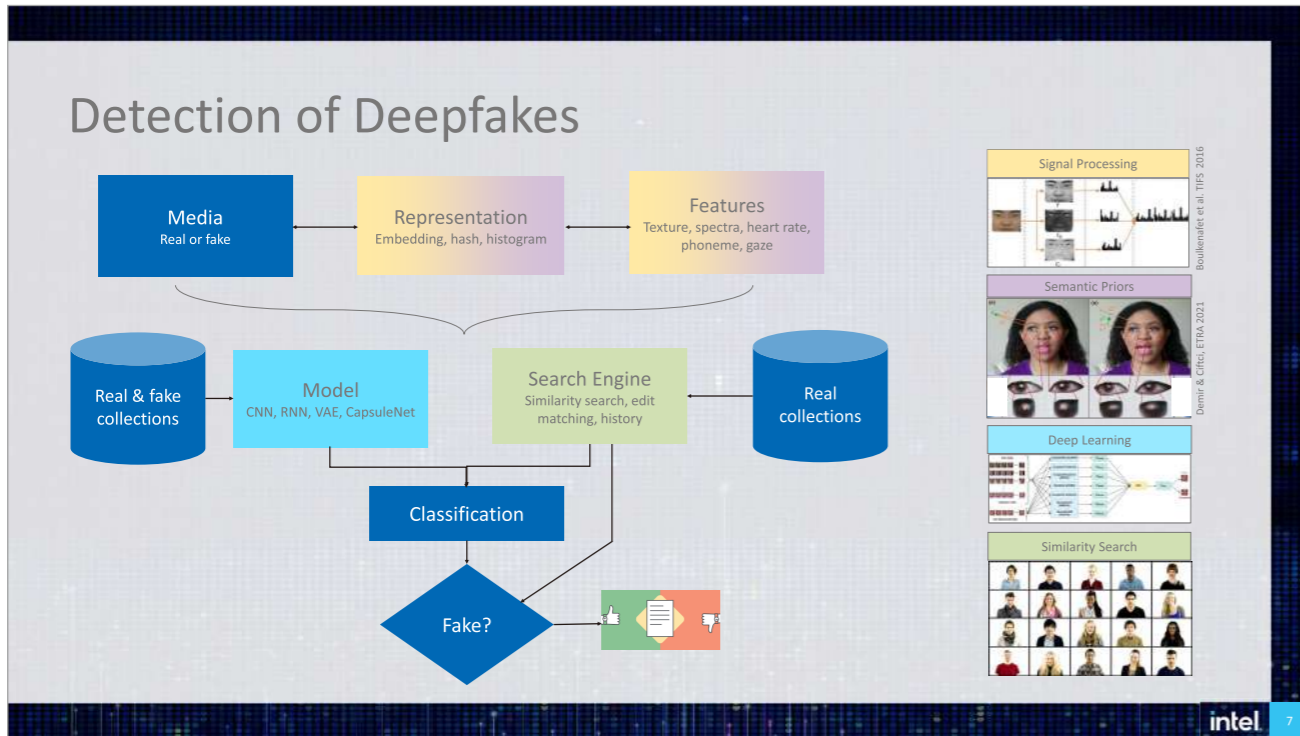 Detection of Deepfakes
Media
Real or fake
Representation
Embedding, hash, histogram
Features
Texture, spectra, heart rate,
phoneme, gaze
Real & fake
collections
Model
CNN, RNN, VAE, CapsuleNet
Search Engine
Similarity search, edit
matching, history
Real
collections
Classification
Fake?
Signal Processing
Boulkenafet et al. TIFS 2016
Semantic Priors
Demir & Ciftci, ETRA 2021
Deep Learning
Similarity Search
intel
7